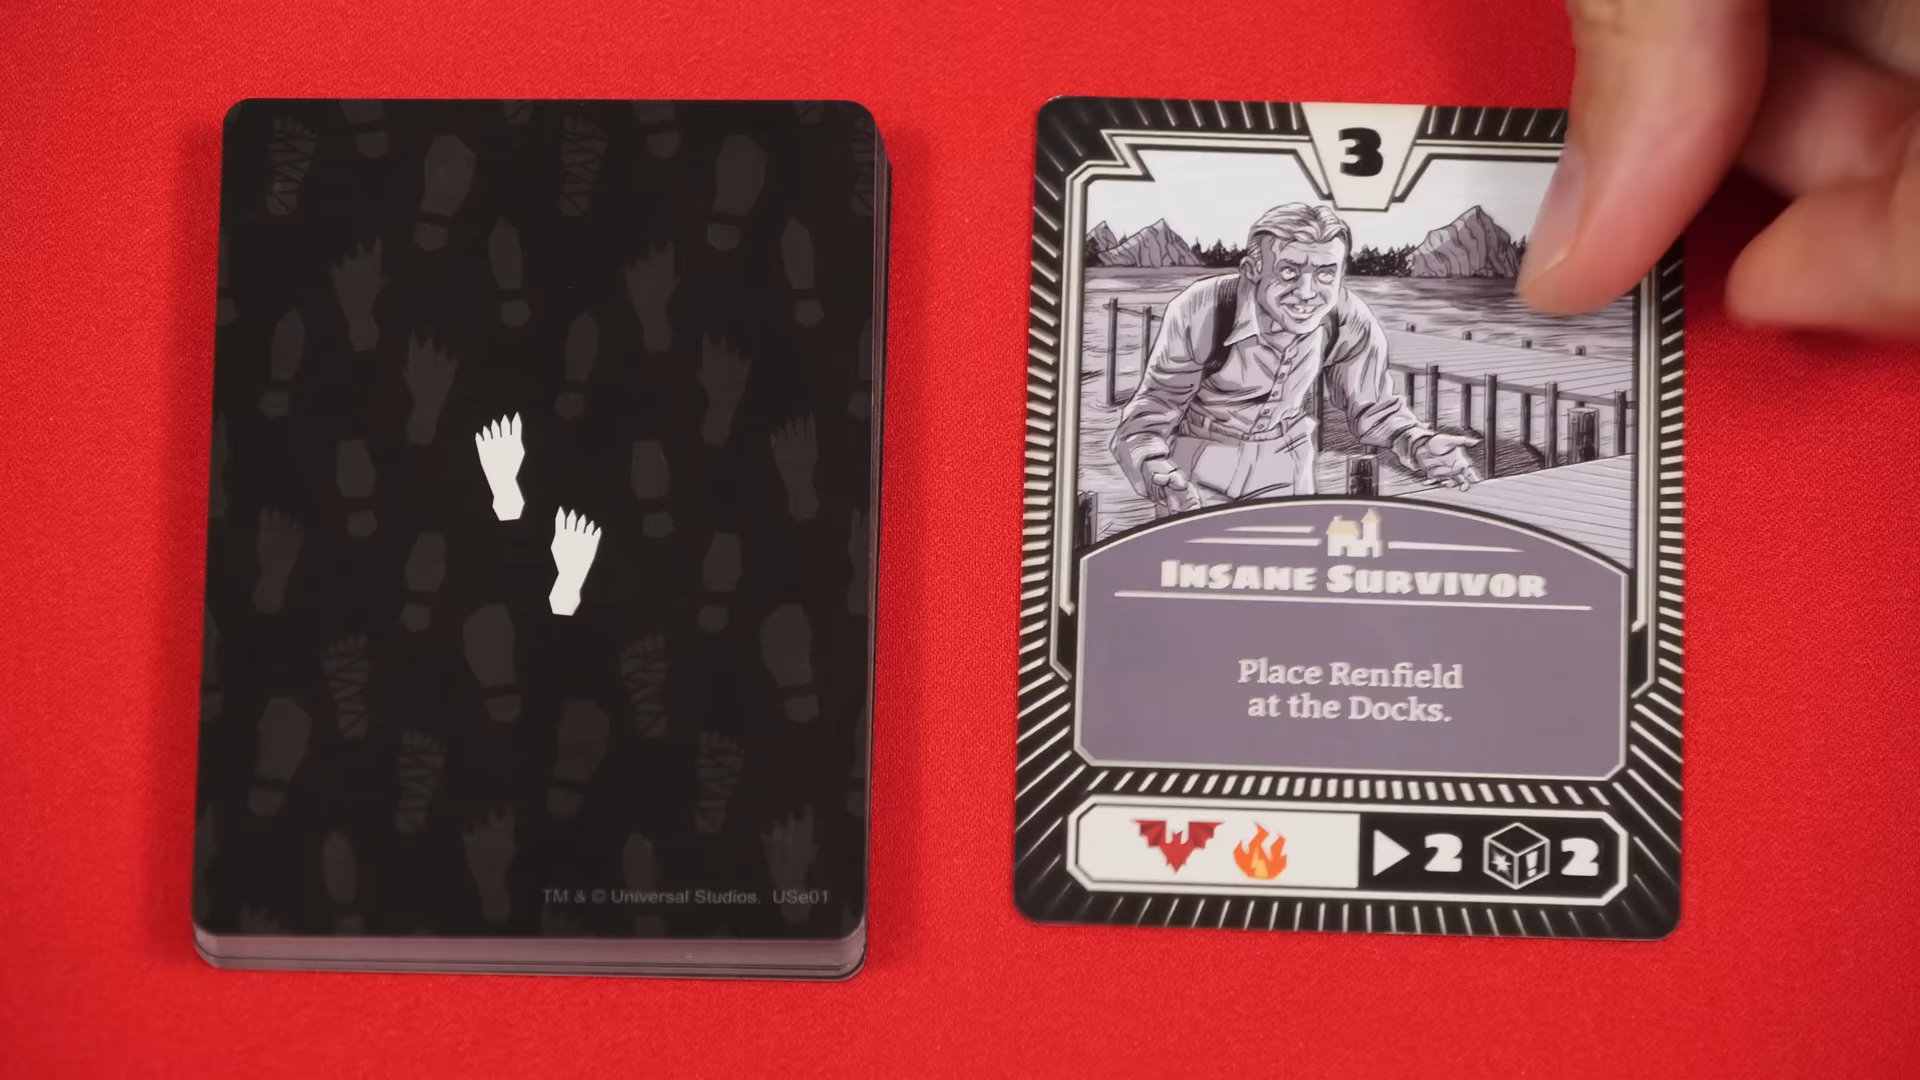 TM & © Universal Studios. USe01
3
INSANE SURVIVOR
Place Renfield
at the Docks.
2 2